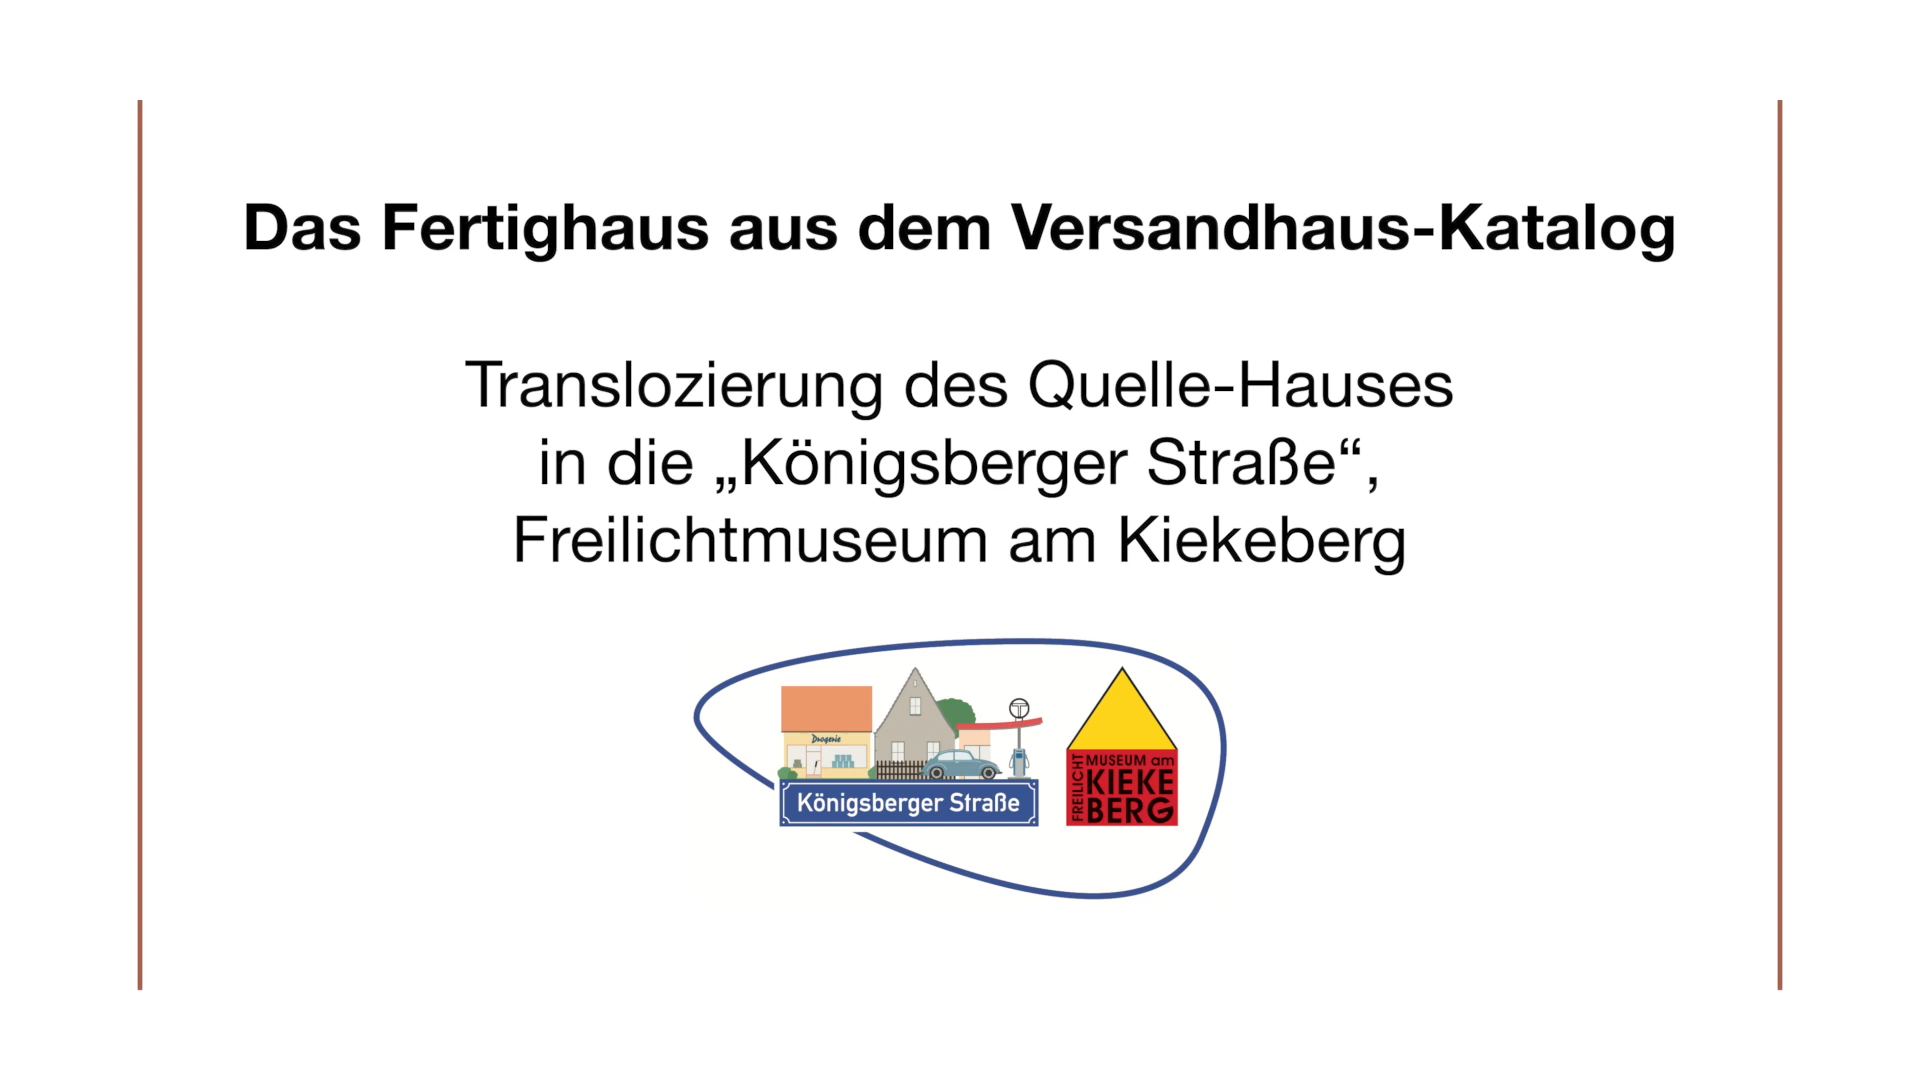 Das Fertighaus aus dem Versandhaus-Katalog
Translozierung des Quelle-Hauses
in die „Königsberger Straße“,
Freilichtmuseum am Kiekeberg
Drogerie
Königsberger Straße
FREILICHT
MUSEUM am
KIEKE
BERG